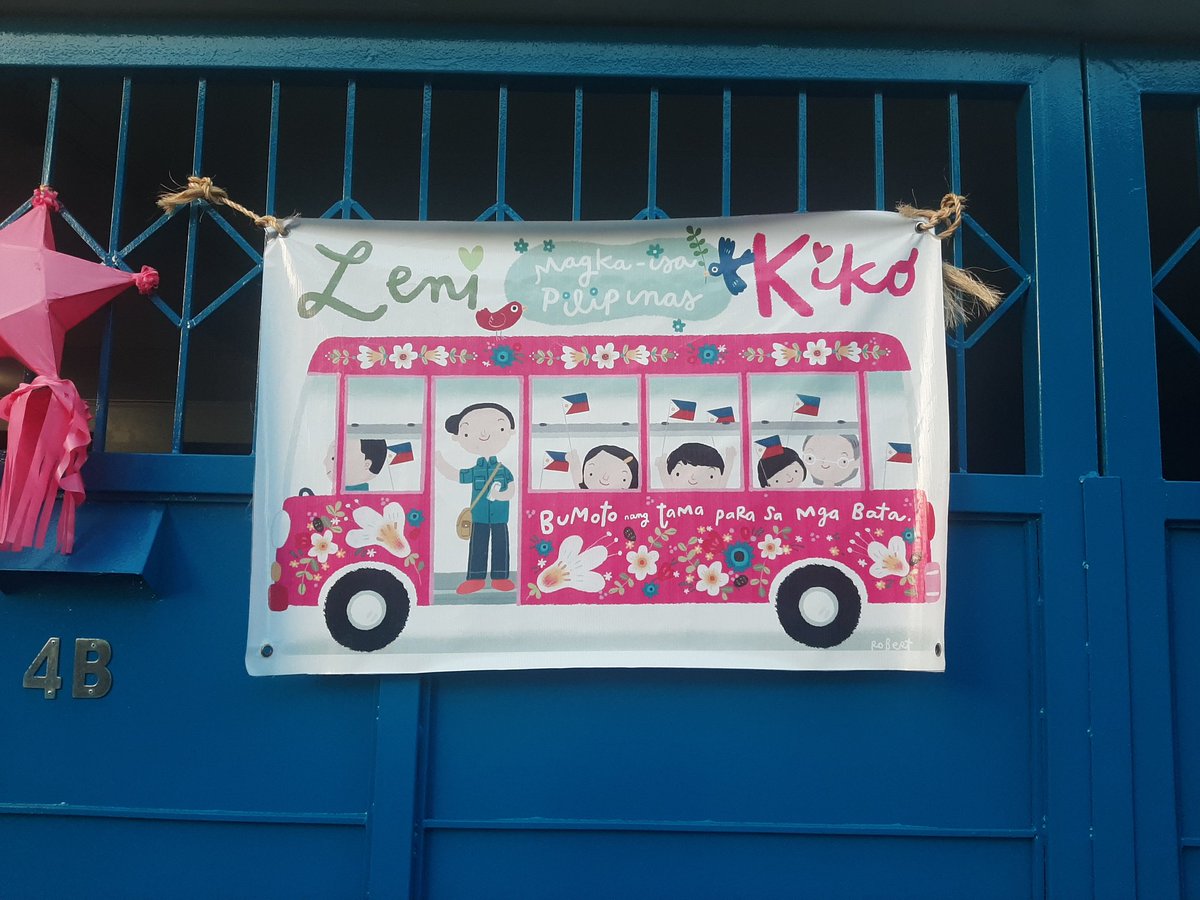 Leni
Magka-isa
Pilipinas
Kiko
Bumoto nang tama para sa mga Bata.
Robert
4B